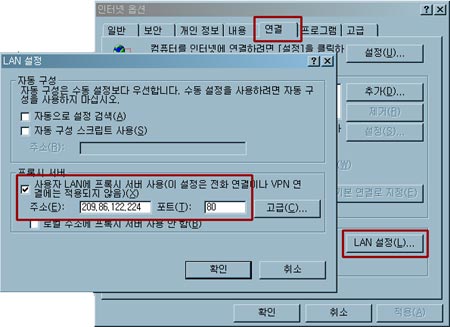 인터넷 옵션
일반
보안
개인 정보
내용
연결
프로그램
고급
컴퓨터를 인터넷에 연결하려면 [설정]을 클릭하
설정(U)...
추가(D)...
제거(R)
설정(S)...
기본 연결로 지정(E)
LAN 설정(L)...
확인
취소
적용(A)
LAN 설정
자동 구성
자동 구성은 수동 설정보다 우선합니다. 수동 설정을 사용하려면 자동 구
성을 사용하지 마십시오.
자동으로 설정 검색(A)
자동 구성 스크립트 사용(S)
주소(R):
프록시 서버
사용자 LAN에 프록시 서버 사용(이 설정은 전화 연결이나 VPN 연
결에는 적용되지 않음)(X)
주소(E): 209,86,122,224 포트(T): 80 고급(C)...
로컬 주소에 프록시 서버 사용 안 함(B)
확인
취소